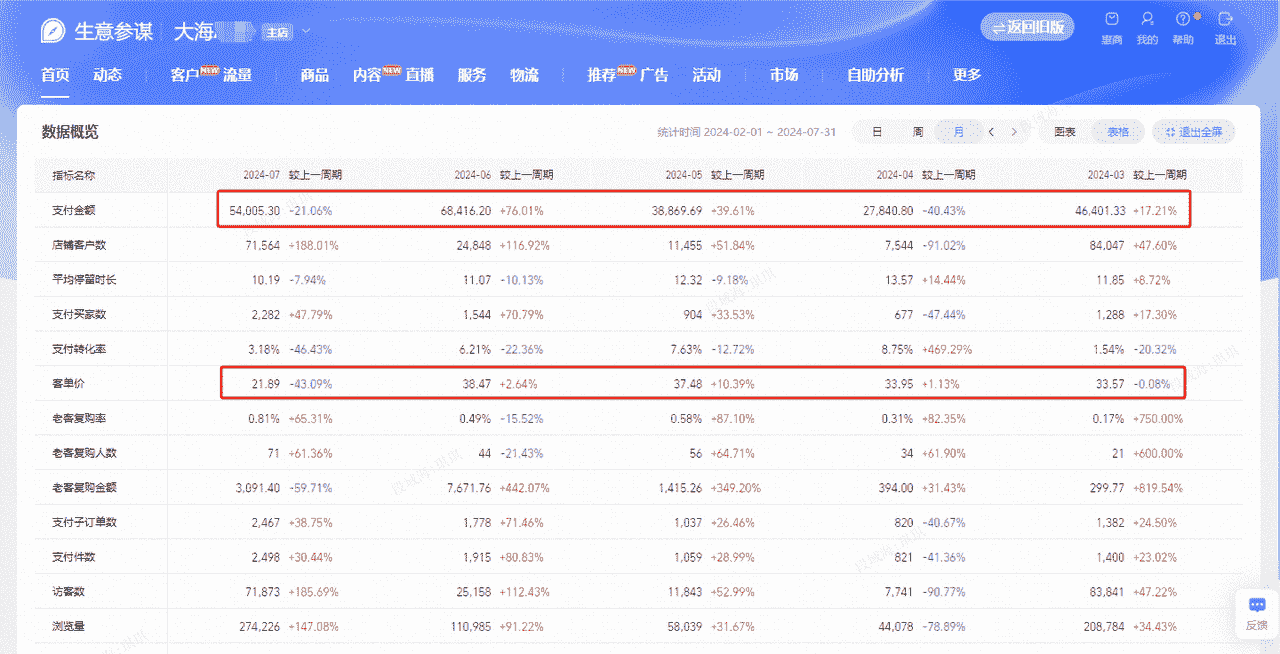 生意参谋 大海 主店
返回旧版 墨商 我的 帮助 退出
首页 动态 客户NEW 流量 商品 内容NEW 直播 服务 物流 推荐NEW 广告 活动 市场 自助分析 更多
数据概览 统计时间 2024-02-01 ~ 2024-07-31 日 周 月 < > 图表 表格 退出全屏
指标名称 2024-07 较上一周期 2024-06 较上一周期 2024-05 较上一周期 2024-04 较上一周期 2024-03 较上一周期
支付金额 54,005.30 -21.06% 68,416.20 +76.01% 38,869.69 +39.61% 27,840.80 -40.43% 46,401.33 +17.21%
店铺客户数 71,564 +188.01% 24,848 +116.92% 11,455 +51.84% 7,544 -91.02% 84,047 +47.60%
平均停留时长 10.19 -7.94% 11.07 -10.13% 12.32 -9.18% 13.57 +14.44% 11.85 +8.72%
支付买家数 2,282 +47.79% 1,544 +70.79% 904 +33.53% 677 -47.44% 1,288 +17.30%
支付转化率 3.18% -46.43% 6.21% -22.36% 7.63% -12.72% 8.75% +469.29% 1.54% -20.32%
客单价 21.89 -43.09% 38.47 +2.64% 37.48 +10.39% 33.95 +1.13% 33.57 -0.08%
老客复购率 0.81% +65.31% 0.49% -15.52% 0.58% +87.10% 0.31% +82.35% 0.17% +750.00%
老客复购人数 71 +61.36% 44 -21.43% 56 +64.71% 34 +61.90% 21 +600.00%
老客复购金额 3,091.40 -59.71% 7,671.76 +442.07% 1,415.26 +349.20% 394.00 +31.43% 299.77 +819.54%
支付子订单数 2,467 +38.75% 1,778 +71.46% 1,037 +26.46% 820 -40.67% 1,382 +24.50%
支付件数 2,498 +30.44% 1,915 +80.83% 1,059 +28.99% 821 -41.36% 1,400 +23.02%
访客数 71,873 +185.69% 25,158 +112.43% 11,843 +52.99% 7,741 -90.77% 83,841 +47.22%
浏览量 274,226 +147.08% 110,985 +91.22% 58,039 +31.67% 44,078 -78.89% 208,784 +34.43%
反馈